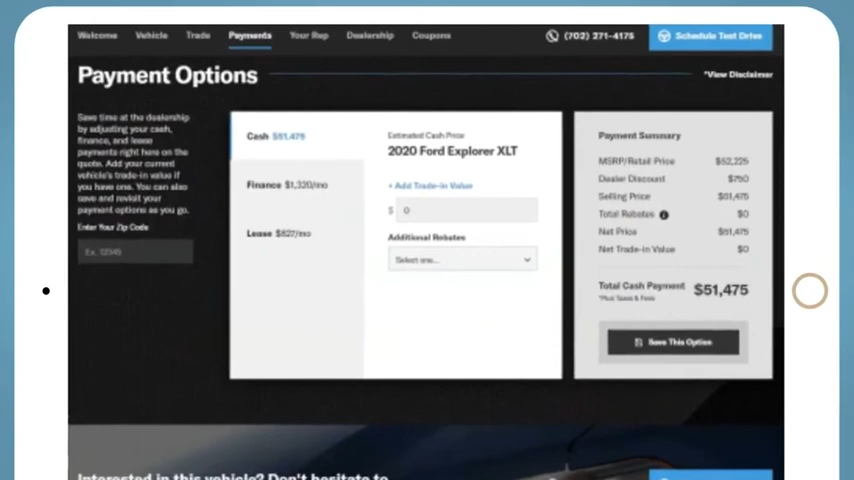 Welcome Vehicle Trade Payments Your Rep Dealership Coupons (702) 271-4175 Schedule Test Drive
Payment Options *View Disclaimer
Save time at the dealership
by adjusting your cash,
finance, and lease
payments right here on the
quote. Add your current
vehicle's trade-in value if
you have one. You can also
save and revisit your
payment options as you go.
Enter Your Zip Code
Ex. 12345
Cash $51,475
Finance $1,320/mo
Lease $827/mo
Estimated Cash Price
2020 Ford Explorer XLT
+ Add Trade-in Value
$ 0
Additional Rebates
Select one...
Payment Summary
MSRP/Retail Price $52,225
Dealer Discount $750
Selling Price $51,475
Total Rebates $0
Net Price $51,475
Net Trade-in Value $0
Total Cash Payment $51,475
*Plus Taxes & Fees
Save This Option
Interested in this vehicle? Don't hesitate to